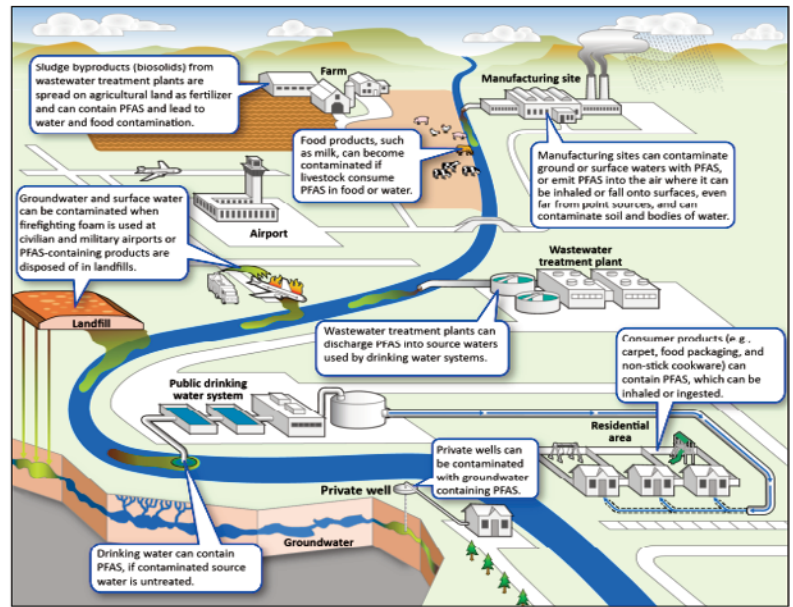 Sludge byproducts (biosolids) from
wastewater treatment plants are
spread on agricultural land as fertilizer
and can contain PFAS and lead to
water and food contamination.
Farm
Manufacturing site
Food products, such
as milk, can become
contaminated if
livestock consume
PFAS in food or water.
Manufacturing sites can contaminate
ground or surface waters with PFAS,
or emit PFAS into the air where it can
be inhaled or fall onto surfaces, even
far from point sources, and can
contaminate soil and bodies of water.
Groundwater and surface water
can be contaminated when
firefighting foam is used at
civilian and military airports or
PFAS-containing products are
disposed of in landfills.
Airport
Wastewater
treatment plant
Landfill
Wastewater treatment plants can
discharge PFAS into source waters
used by drinking water systems.
Consumer products (e.g.,
carpet, food packaging, and
non-stick cookware) can
contain PFAS, which can be
inhaled or ingested.
Public drinking
water system
Residential
area
Private wells can
be contaminated
with groundwater
containing PFAS.
Private well
Groundwater
Drinking water can contain
PFAS, if contaminated source
water is untreated.